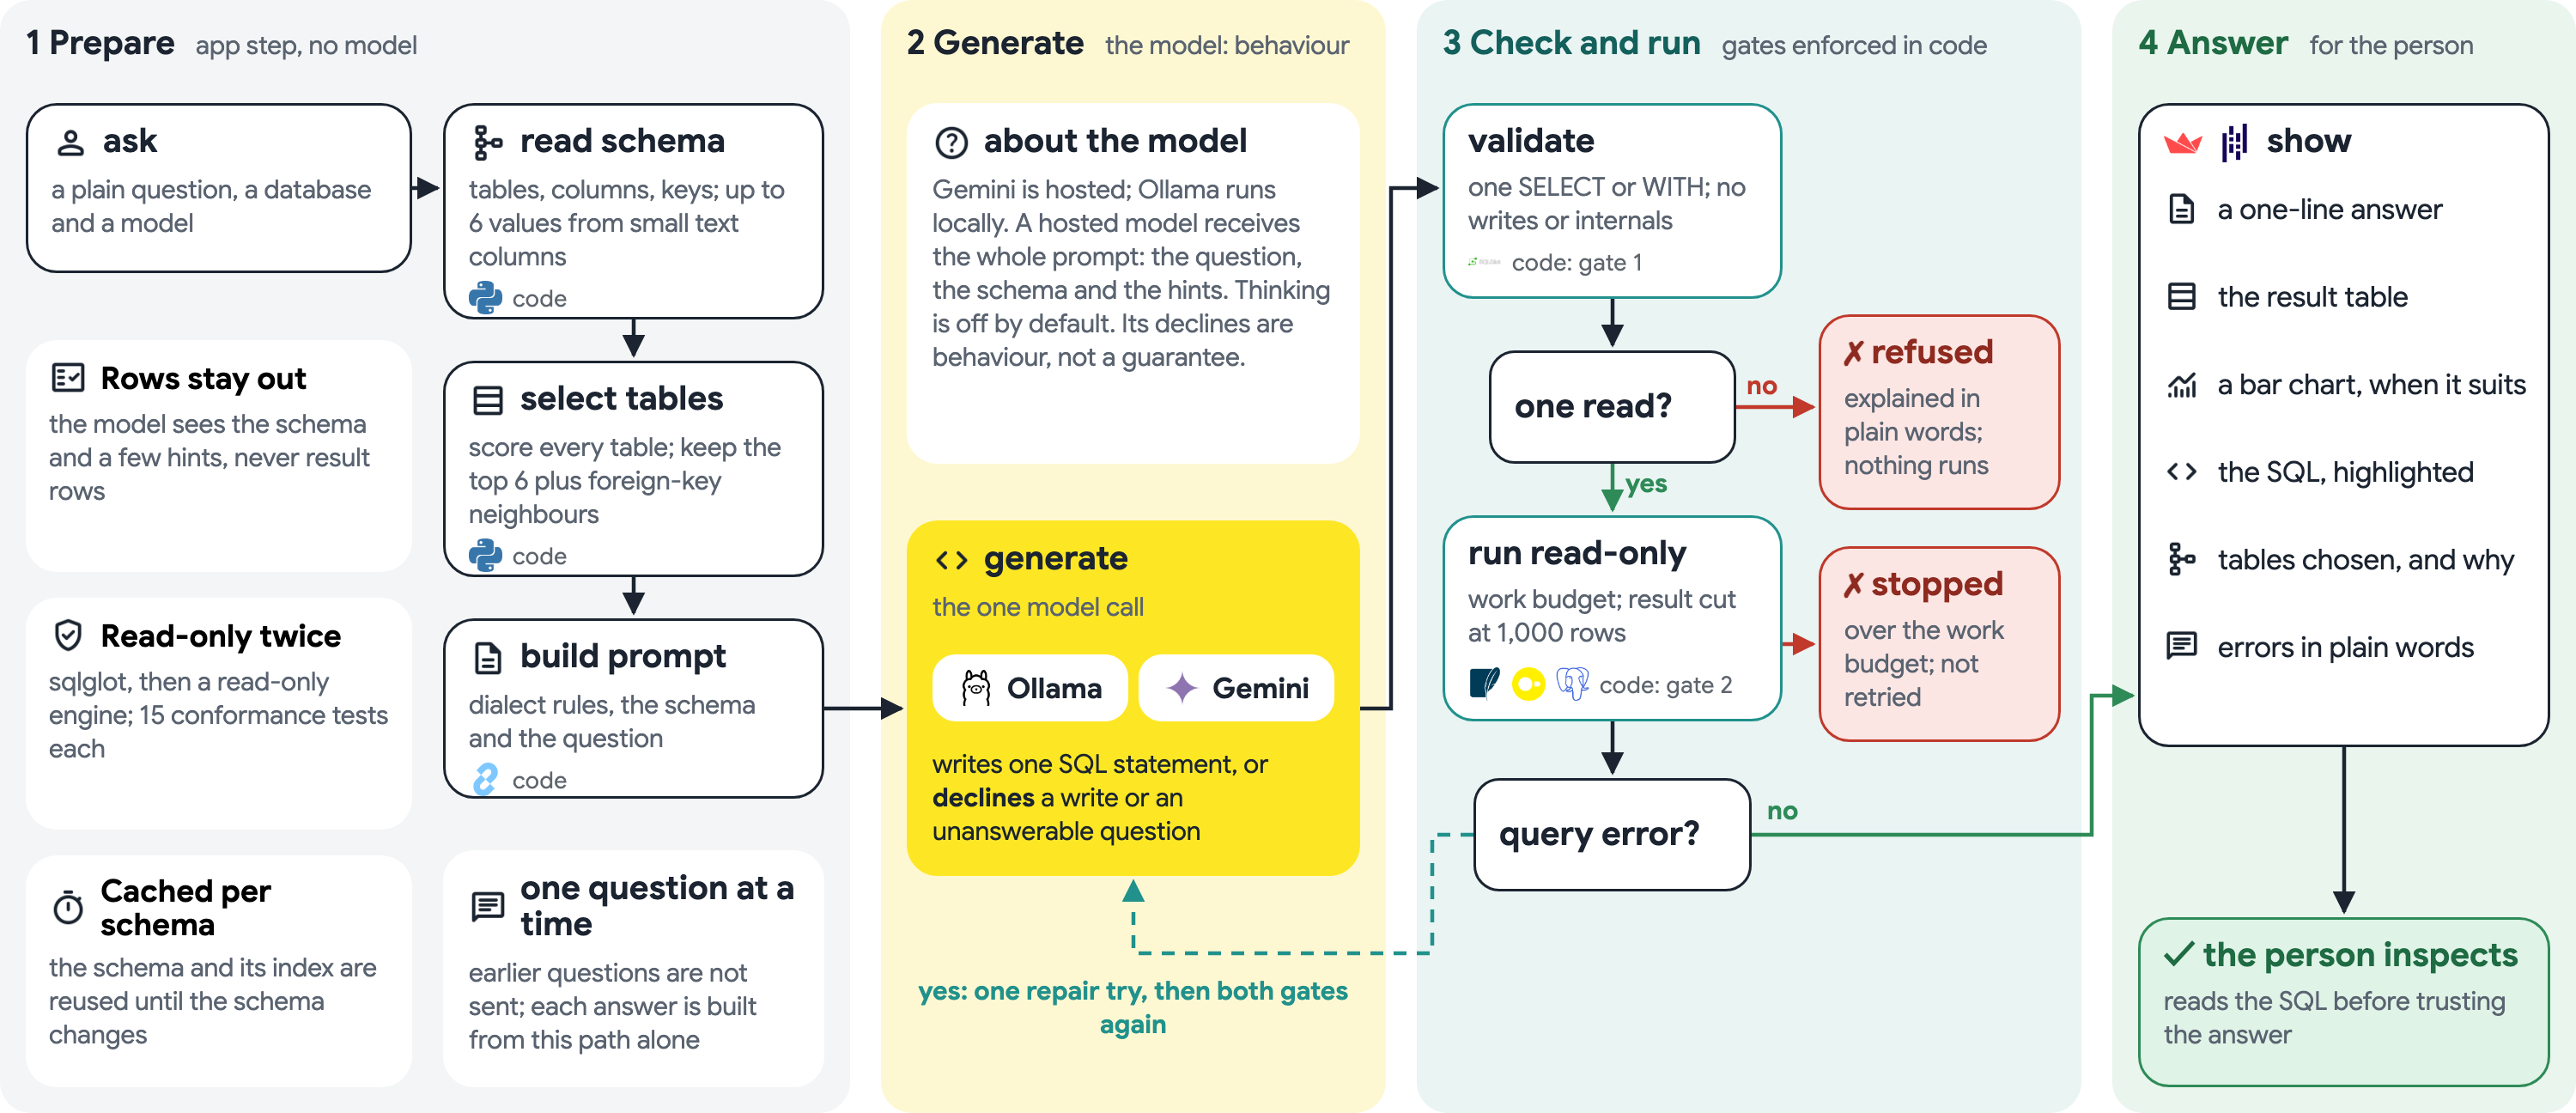 1 Prepare app step, no model
ask
a plain question, a database
and a model
read schema
tables, columns, keys; up to
6 values from small text
columns
code
Rows stay out
the model sees the schema
and a few hints, never result
rows
select tables
score every table; keep the
top 6 plus foreign-key
neighbours
code
Read-only twice
sqlglot, then a read-only
engine; 15 conformance tests
each
build prompt
dialect rules, the schema
and the question
code
Cached per
schema
the schema and its index are
reused until the schema
changes
one question at a
time
earlier questions are not
sent; each answer is built
from this path alone
2 Generate the model: behaviour
about the model
Gemini is hosted; Ollama runs
locally. A hosted model receives
the whole prompt: the question,
the schema and the hints. Thinking
is off by default. Its declines are
behaviour, not a guarantee.
generate
the one model call
Ollama
Gemini
writes one SQL statement, or
declines a write or an
unanswerable question
yes: one repair try, then both gates
again
3 Check and run gates enforced in code
validate
one SELECT or WITH; no
writes or internals
code: gate 1
one read?
no
✗ refused
explained in
plain words;
nothing runs
yes
run read-only
work budget; result cut
at 1,000 rows
code: gate 2
✗ stopped
over the work
budget; not
retried
query error?
no
4 Answer for the person
show
a one-line answer
the result table
a bar chart, when it suits
the SQL, highlighted
tables chosen, and why
errors in plain words
✓ the person inspects
reads the SQL before trusting
the answer